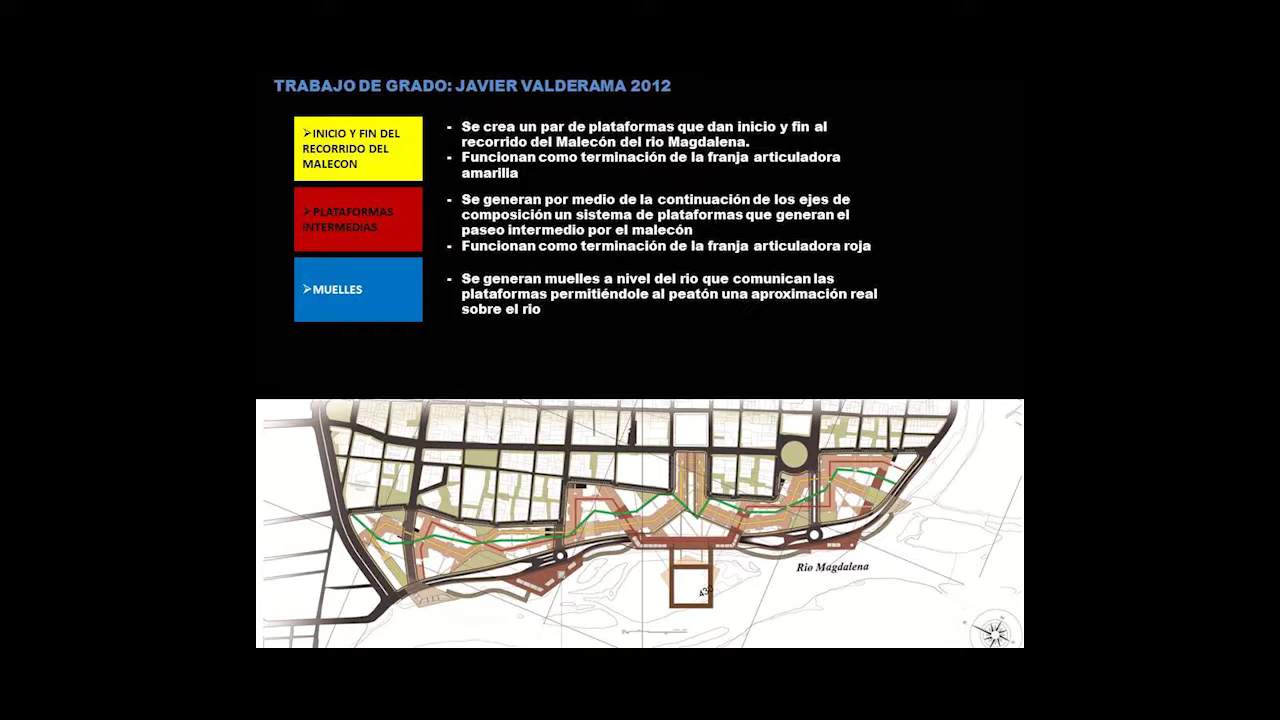 TRABAJO DE GRADO: JAVIER VALDERAMA 2012
➢INICIO Y FIN DEL
RECORRIDO DEL
MALECON
- Se crea un par de plataformas que dan inicio y fin al
recorrido del Malecón del rio Magdalena.
- Funcionan como terminación de la franja articuladora
amarilla
➢PLATAFORMAS
INTERMEDIAS
- Se generan por medio de la continuación de los ejes de
composición un sistema de plataformas que generan el
paseo intermedio por el malecón
- Funcionan como terminación de la franja articuladora roja
➢MUELLES
- Se generan muelles a nivel del rio que comunican las
plataformas permitiéndole al peatón una aproximación real
sobre el rio
Rio Magdalena
430